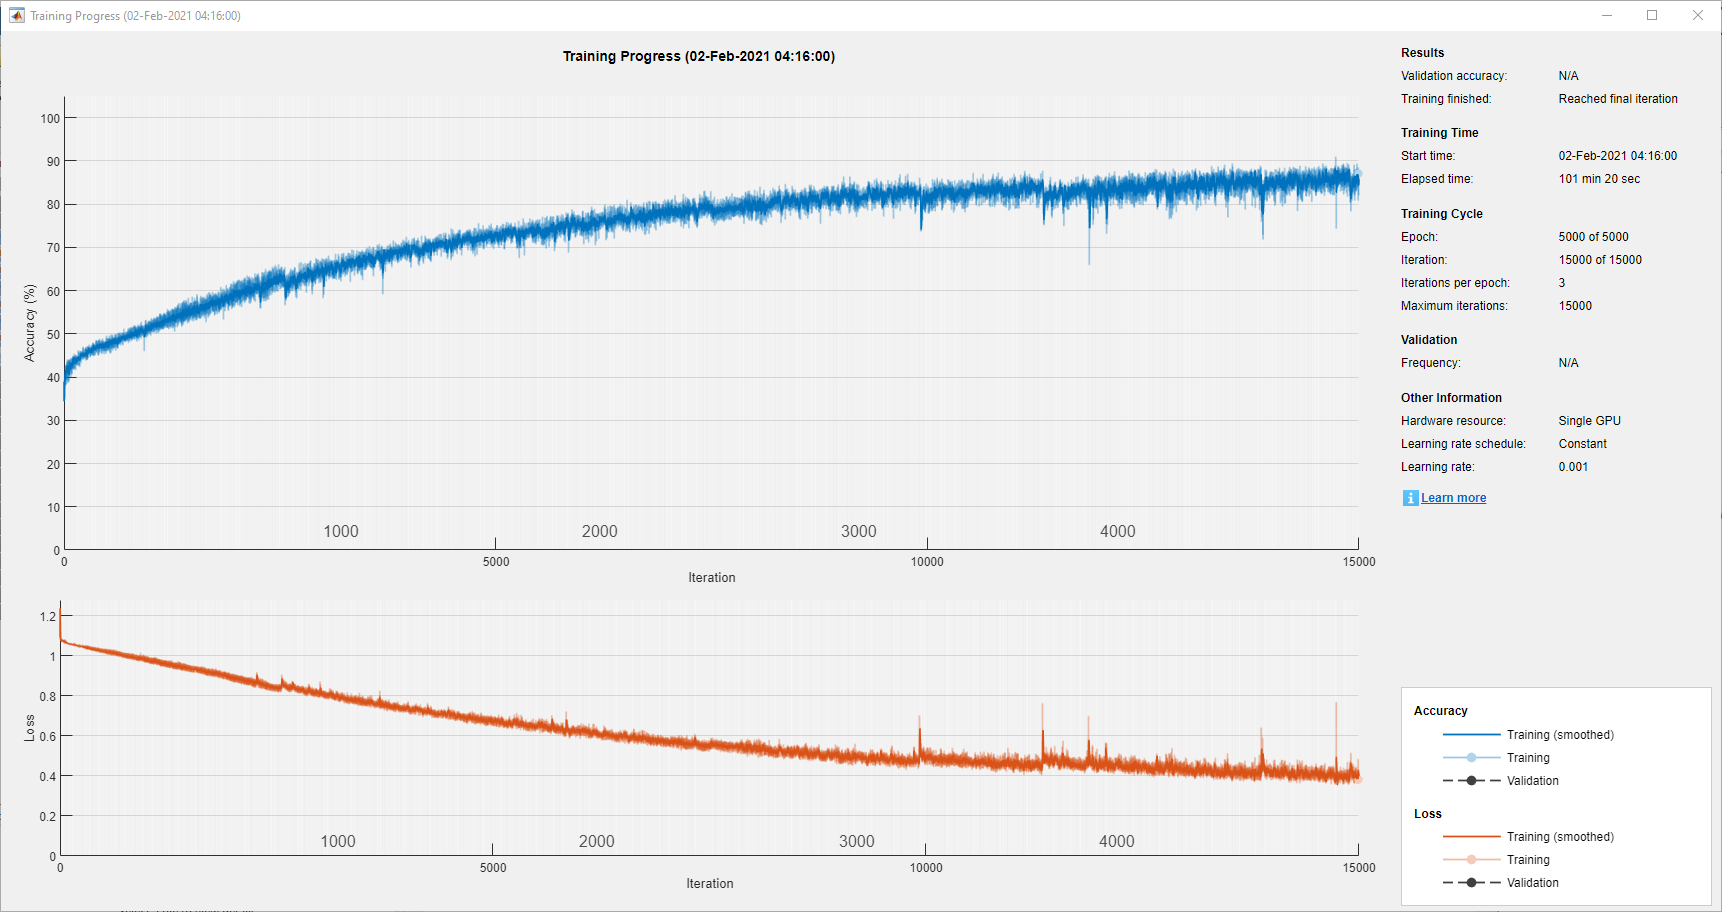 Training Progress (02-Feb-2021 04:16:00)
Training Progress (02-Feb-2021 04:16:00)
Accuracy (%)
100
90
80
70
60
50
40
30
20
10
0
1000 2000 3000 4000
0 5000 10000 15000
Iteration
Loss
1.2
1
0.8
0.6
0.4
0.2
0
1000 2000 3000 4000
0 5000 10000 15000
Iteration
Results
Validation accuracy: N/A
Training finished: Reached final iteration
Training Time
Start time: 02-Feb-2021 04:16:00
Elapsed time: 101 min 20 sec
Training Cycle
Epoch: 5000 of 5000
Iteration: 15000 of 15000
Iterations per epoch: 3
Maximum iterations: 15000
Validation
Frequency: N/A
Other Information
Hardware resource: Single GPU
Learning rate schedule: Constant
Learning rate: 0.001
i Learn more
Accuracy
Training (smoothed)
Training
Validation
Loss
Training (smoothed)
Training
Validation